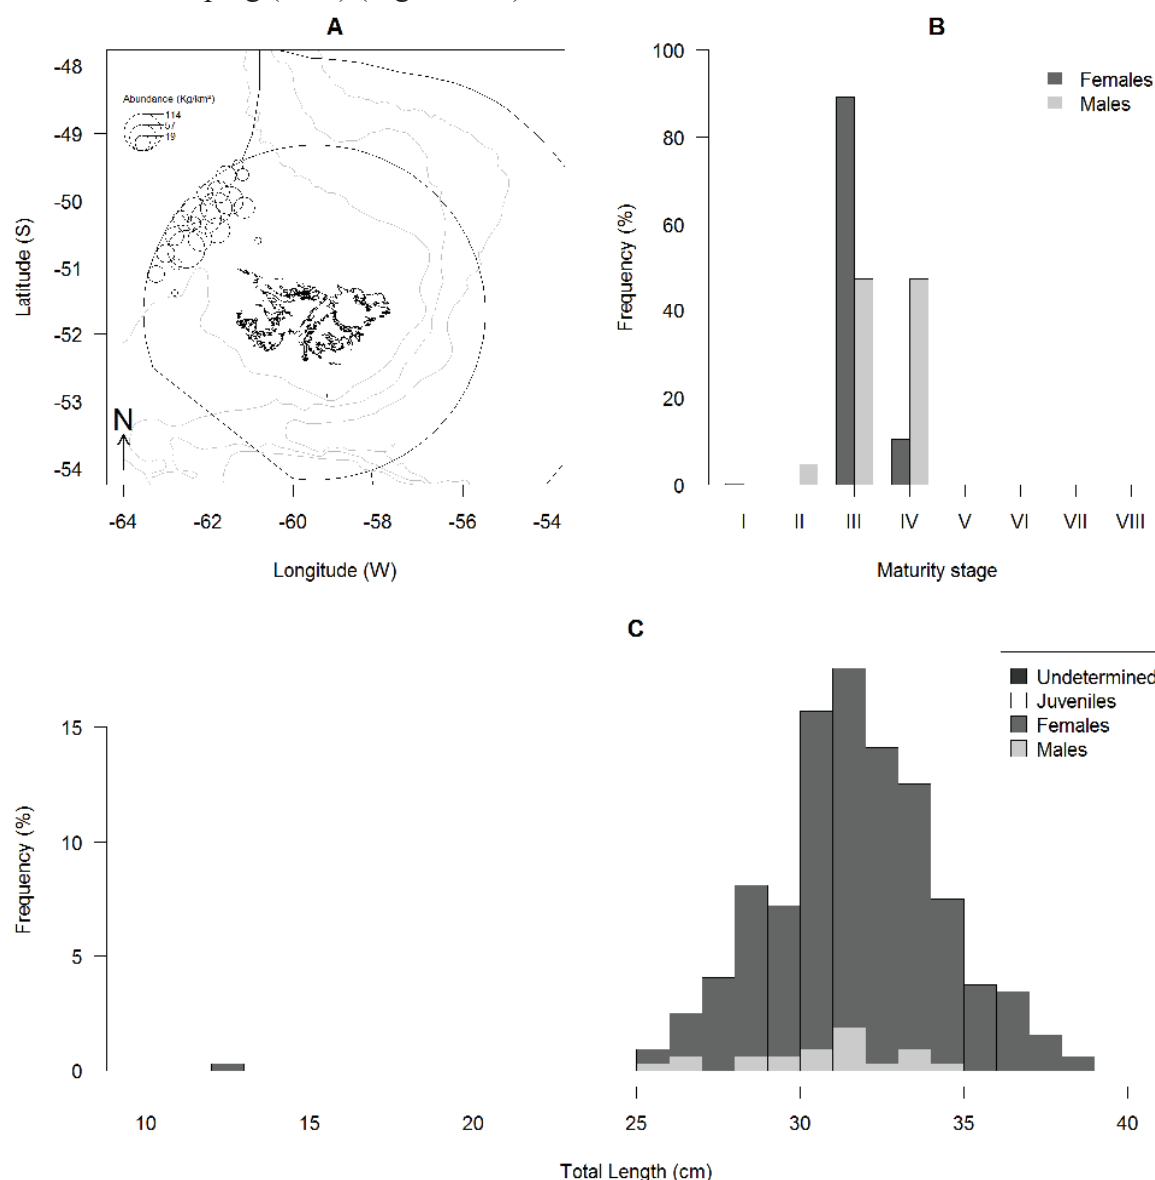 A
-48
-49
-50
-51
-52
-53
-54
Latitude (S)
Abundance (Kg/km²)
114
57
19
N
-64 -62 -60 -58 -56 -54
Longitude (W)
B
100
80
60
40
20
0
Frequency (%)
Females
Males
I II III IV V VI VII VIII
Maturity stage
C
15
10
5
0
Frequency (%)
Undetermined
Juveniles
Females
Males
10 15 20 25 30 35 40
Total Length (cm)